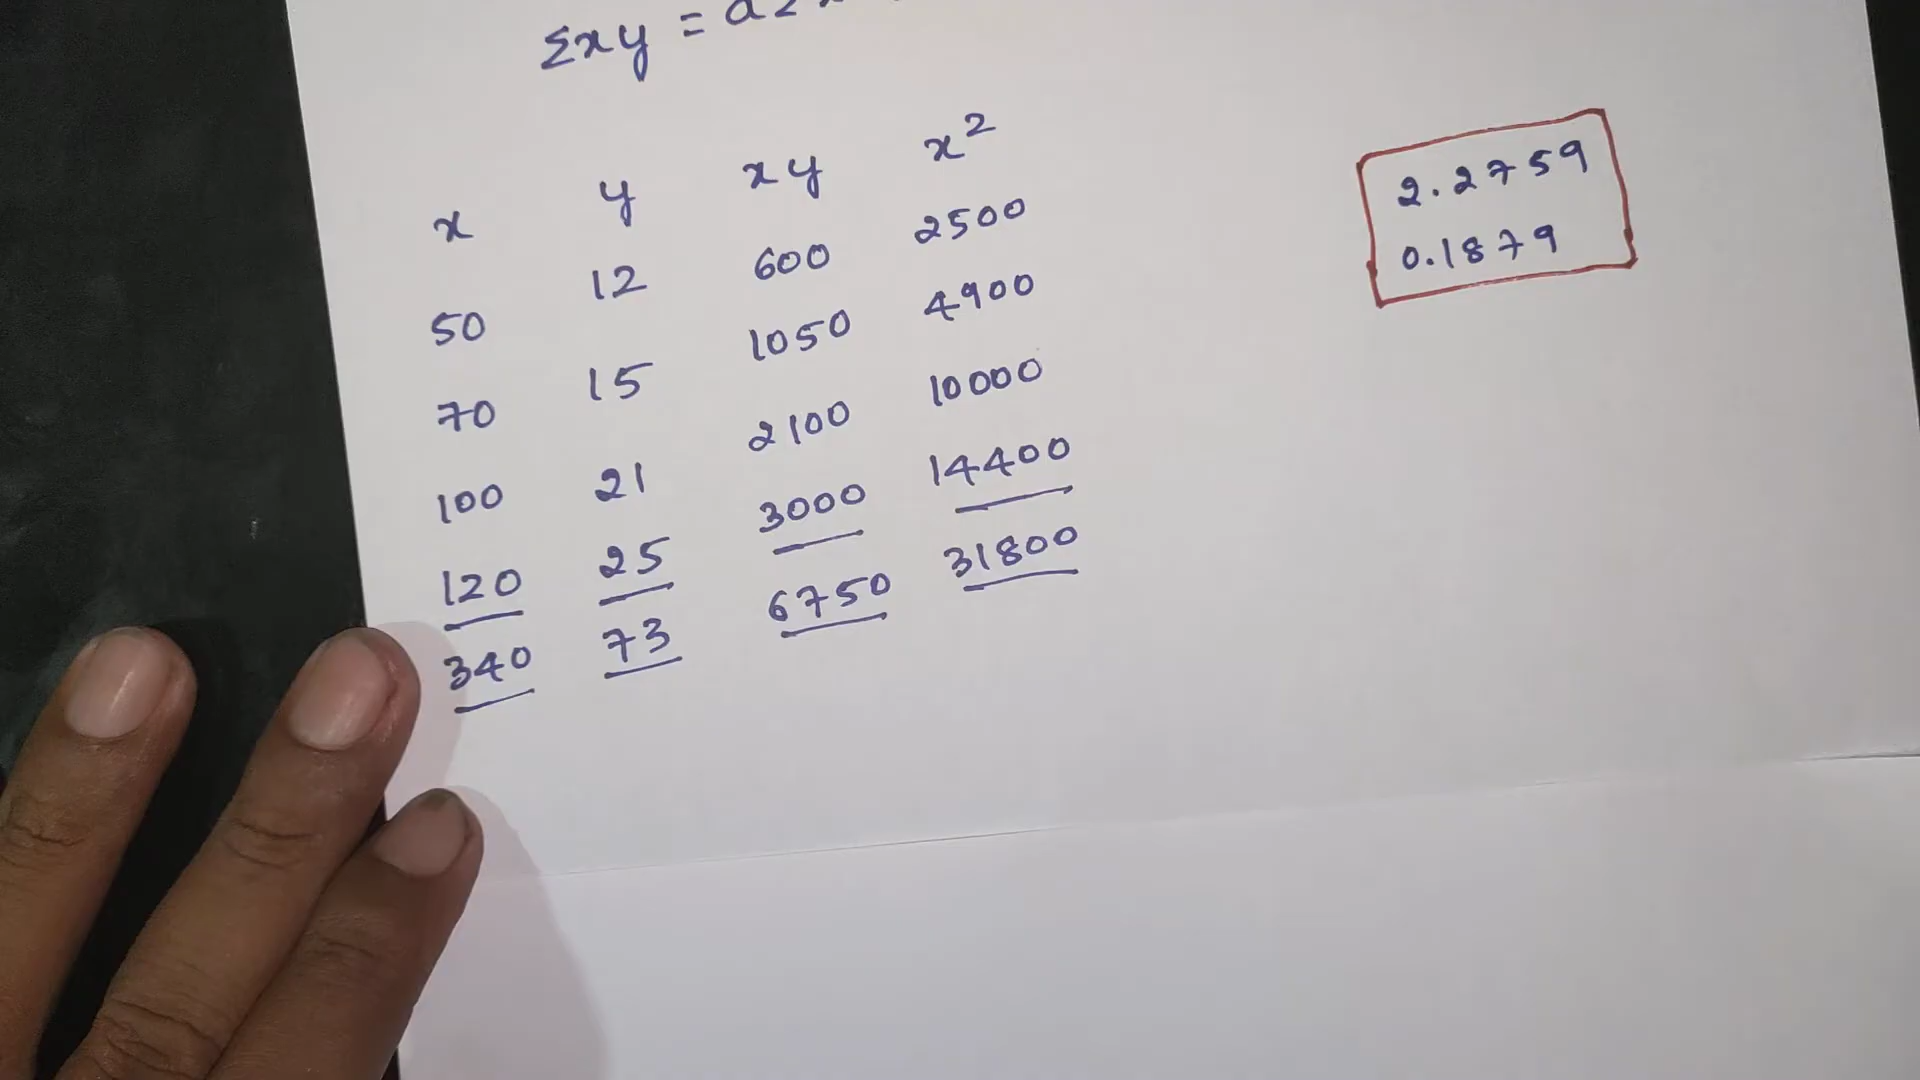 Σxy = aΣx
x y xy x²
50 12 600 2500
70 15 1050 4900
100 21 2100 10000
120 25 3000 14400
340 73 6750 31800
2.2759
0.1879